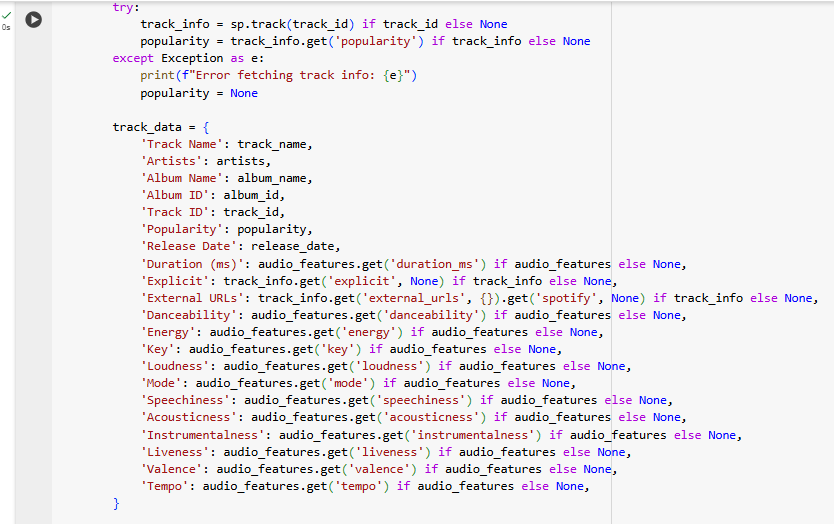 try:
track_info = sp.track(track_id) if track_id else None
popularity = track_info.get('popularity') if track_info else None
except Exception as e:
print(f"Error fetching track info: {e}")
popularity = None
0s
track_data = {
'Track Name': track_name,
'Artists': artists,
'Album Name': album_name,
'Album ID': album_id,
'Track ID': track_id,
'Popularity': popularity,
'Release Date': release_date,
'Duration (ms)': audio_features.get('duration_ms') if audio_features else None,
'Explicit': track_info.get('explicit', None) if track_info else None,
'External URLs': track_info.get('external_urls', {}).get('spotify', None) if track_info else None,
'Danceability': audio_features.get('danceability') if audio_features else None,
'Energy': audio_features.get('energy') if audio_features else None,
'Key': audio_features.get('key') if audio_features else None,
'Loudness': audio_features.get('loudness') if audio_features else None,
'Mode': audio_features.get('mode') if audio_features else None,
'Speechiness': audio_features.get('speechiness') if audio_features else None,
'Acousticness': audio_features.get('acousticness') if audio_features else None,
'Instrumentalness': audio_features.get('instrumentalness') if audio_features else None,
'Liveness': audio_features.get('liveness') if audio_features else None,
'Valence': audio_features.get('valence') if audio_features else None,
'Tempo': audio_features.get('tempo') if audio_features else None,
}